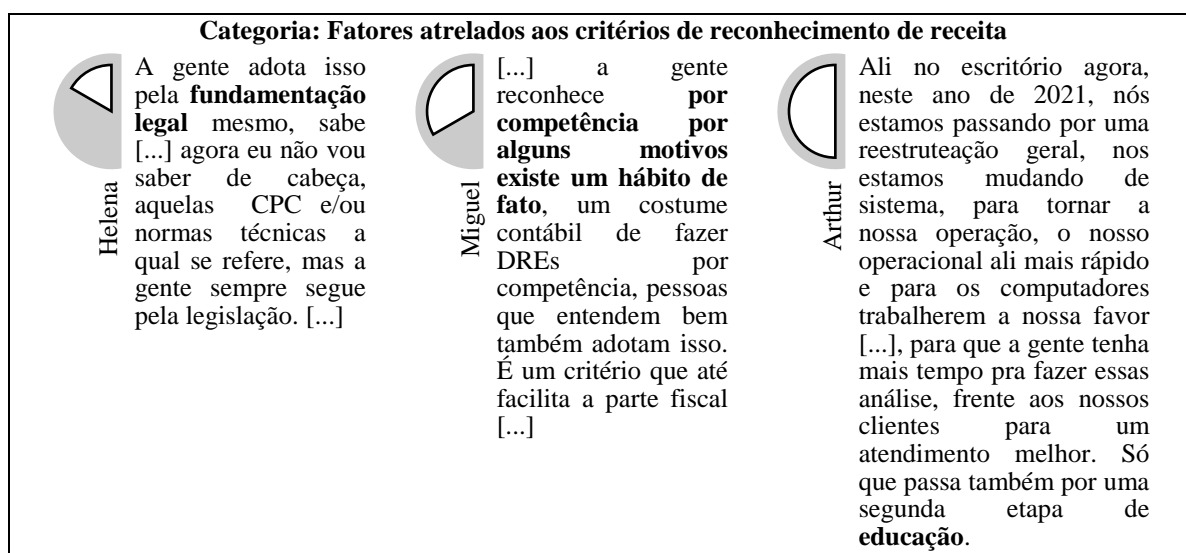 Categoria: Fatores atrelados aos critérios de reconhecimento de receita
Helena
A gente adota isso
pela fundamentação
legal mesmo, sabe
[...] agora eu não vou
saber de cabeça,
aquelas CPC e/ou
normas técnicas a
qual se refere, mas a
gente sempre segue
pela legislação. [...]
Miguel
[...] a gente
reconhece por
competência por
alguns motivos
existe um hábito de
fato, um costume
contábil de fazer
DREs por
competência, pessoas
que entendem bem
também adotam isso.
É um critério que até
facilita a parte fiscal
[...]
Arthur
Ali no escritório agora,
neste ano de 2021, nós
estamos passando por uma
reestruteação geral, nos
estamos mudando de
sistema, para tornar a
nossa operação, o nosso
operacional ali mais rápido
e para os computadores
trabalherem a nossa favor
[...], para que a gente tenha
mais tempo pra fazer essas
análise, frente aos nossos
clientes para um
atendimento melhor. Só
que passa também por uma
segunda etapa de
educação.